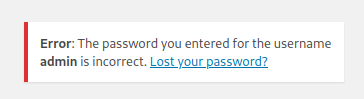 Error: The password you entered for the username
admin is incorrect. Lost your password?